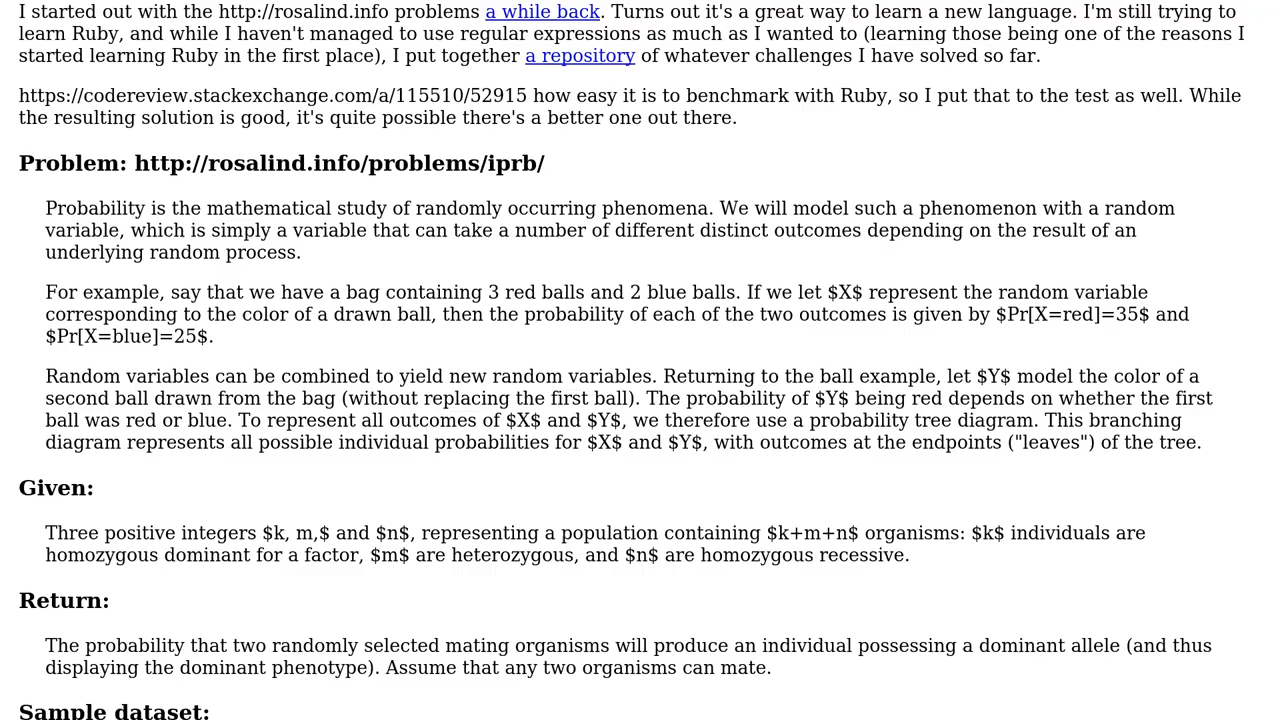 I started out with the http://rosalind.info problems a while back. Turns out it's a great way to learn a new language. I'm still trying to
learn Ruby, and while I haven't managed to use regular expressions as much as I wanted to (learning those being one of the reasons I
started learning Ruby in the first place), I put together a repository of whatever challenges I have solved so far.
https://codereview.stackexchange.com/a/115510/52915 how easy it is to benchmark with Ruby, so I put that to the test as well. While
the resulting solution is good, it's quite possible there's a better one out there.
Problem: http://rosalind.info/problems/iprb/
Probability is the mathematical study of randomly occurring phenomena. We will model such a phenomenon with a random
variable, which is simply a variable that can take a number of different distinct outcomes depending on the result of an
underlying random process.
For example, say that we have a bag containing 3 red balls and 2 blue balls. If we let $X$ represent the random variable
corresponding to the color of a drawn ball, then the probability of each of the two outcomes is given by $Pr[X=red]=35$ and
$Pr[X=blue]=25$.
Random variables can be combined to yield new random variables. Returning to the ball example, let $Y$ model the color of a
second ball drawn from the bag (without replacing the first ball). The probability of $Y$ being red depends on whether the first
ball was red or blue. To represent all outcomes of $X$ and $Y$, we therefore use a probability tree diagram. This branching
diagram represents all possible individual probabilities for $X$ and $Y$, with outcomes at the endpoints ("leaves") of the tree.
Given:
Three positive integers $k, m,$ and $n$, representing a population containing $k+m+n$ organisms: $k$ individuals are
homozygous dominant for a factor, $m$ are heterozygous, and $n$ are homozygous recessive.
Return:
The probability that two randomly selected mating organisms will produce an individual possessing a dominant allele (and thus
displaying the dominant phenotype). Assume that any two organisms can mate.
Sample dataset: